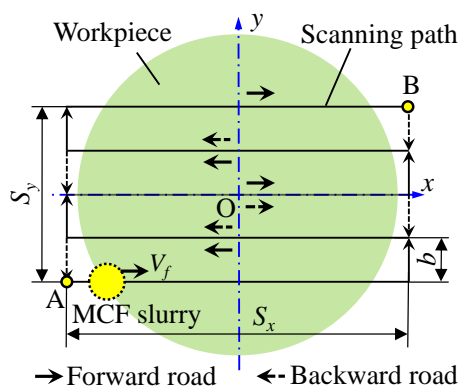 Workpiece
y
Scanning path
B
S_y
x
O
V_f
b
A
MCF slurry
S_x
Forward road
Backward road